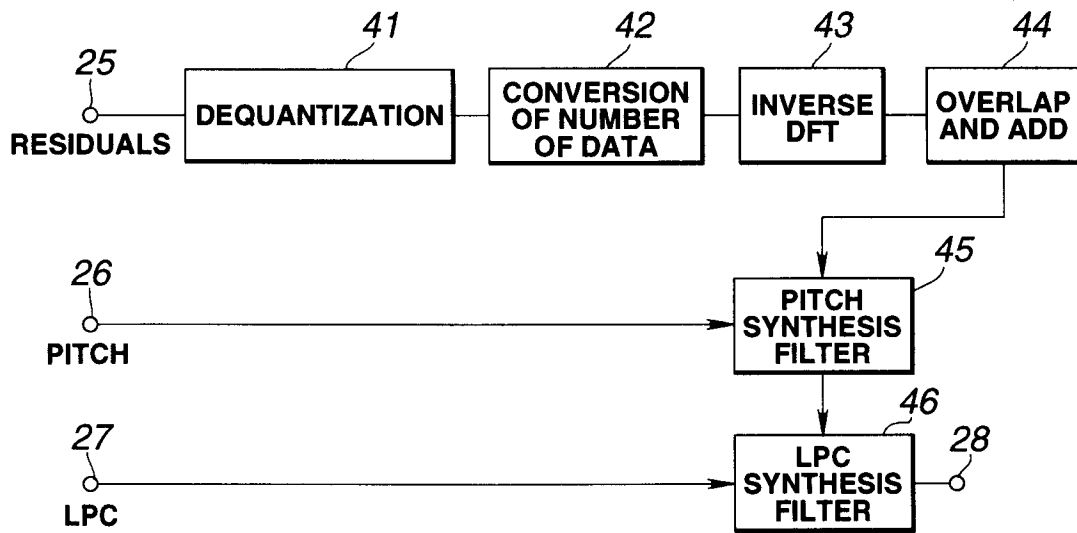 41
42
43
44
25
RESIDUALS
DEQUANTIZATION
CONVERSION
OF NUMBER
OF DATA
INVERSE
DFT
OVERLAP
AND ADD
26
PITCH
45
PITCH
SYNTHESIS
FILTER
27
LPC
46
LPC
SYNTHESIS
FILTER
28